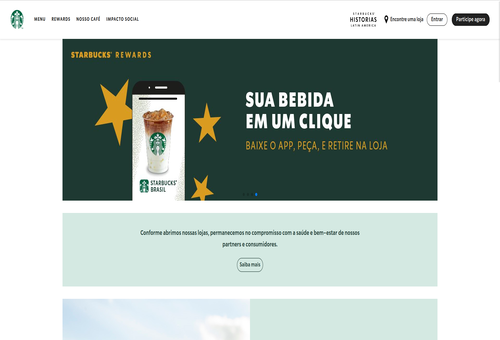 MENU
REWARDS
NOSSO CAFÉ
IMPACTO SOCIAL
STARBUCKS
HISTORIAS
LATIN AMERICA
Encontre uma loja
Entrar
Participe agora
STARBUCKS® REWARDS
SUA BEBIDA
EM UM CLIQUE
BAIXE O APP, PEÇA, E RETIRE NA LOJA
STARBUCKS®
BRASIL
Conforme abrimos nossas lojas, permanecemos no compromisso com a saúde e bem-estar de nossos
partners e consumidores.
Saiba mais